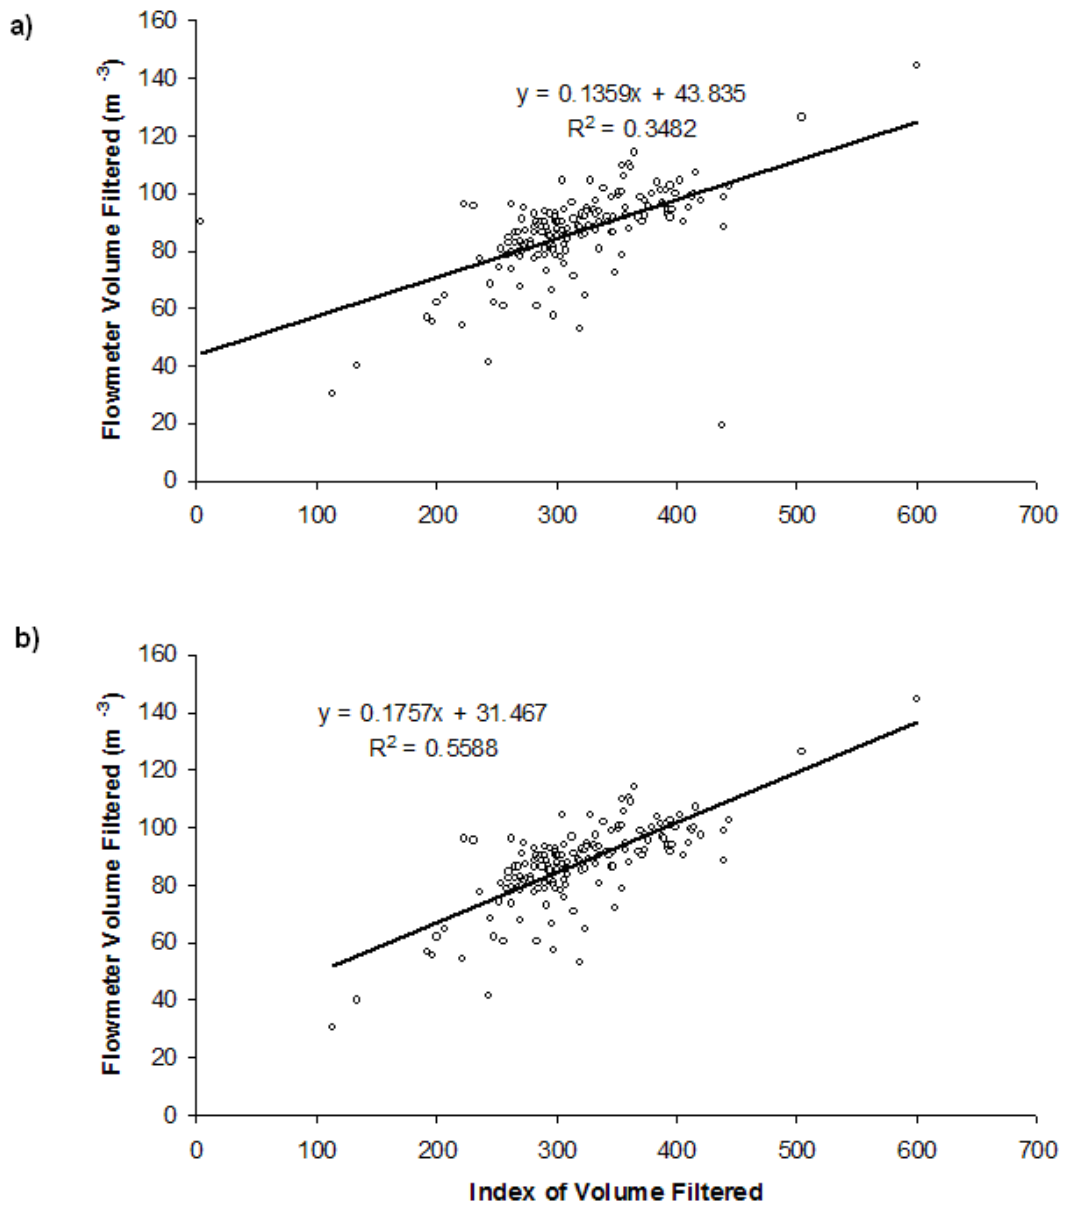 a)
Flowmeter Volume Filtered (m -3)
160
140
120
100
80
60
40
20
0
y = 0.1359x + 43.835
R2 = 0.3482
0 100 200 300 400 500 600 700
b)
Flowmeter Volume Filtered (m -3)
160
140
120
100
80
60
40
20
0
y = 0.1757x + 31.467
R2 = 0.5588
0 100 200 300 400 500 600 700
Index of Volume Filtered